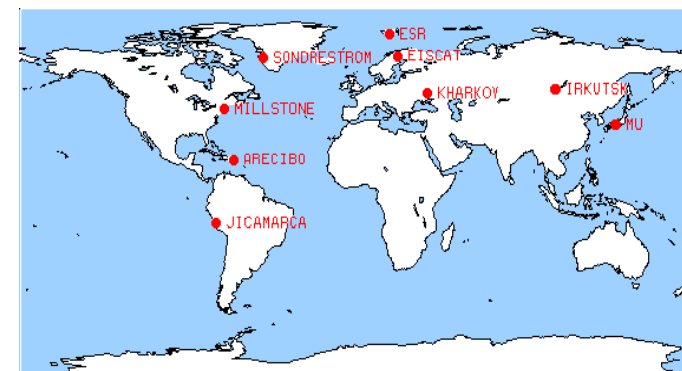 ESR
SONDRESTROM
EISCAT
KHARKOV
IRKUTSK
MILLSTONE
MU
ARECIBO
JICAMARCA